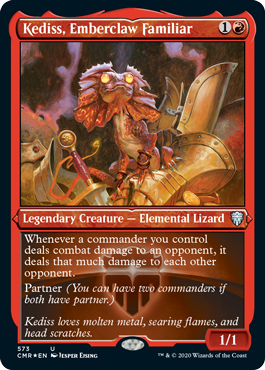 Kediss, Emberclaw Familiar 1
Legendary Creature — Elemental Lizard
Whenever a commander you control
deals combat damage to an opponent, it
deals that much damage to each other
opponent.
Partner (You can have two commanders if
both have partner.)
Kediss loves molten metal, searing flames, and
head scratches.
1/1
573 U
CMR EN Jesper Ejsing
™ & © 2020 Wizards of the Coast